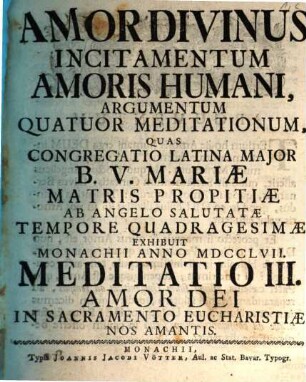 AMOR DIVINUS
INCITAMENTUM
AMORIS HUMANI,
ARGUMENTUM
QUATUOR MEDITATIONUM,
QUAS
CONGREGATIO LATINA MAJOR
B. V. MARIÆ
MATRIS PROPITIÆ
AB ANGELO SALUTATÆ
TEMPORE QUADRAGESIMÆ
EXHIBUIT
MONACHII ANNO MDCCLVII.
MEDITATIO III.
AMOR DEI
IN SACRAMENTO EUCHARISTIÆ
NOS AMANTIS.
MONACHII,
Typis JOANNIS JACOBI VÖTTER, Aul. ac Stat. Bavar. Typogr.